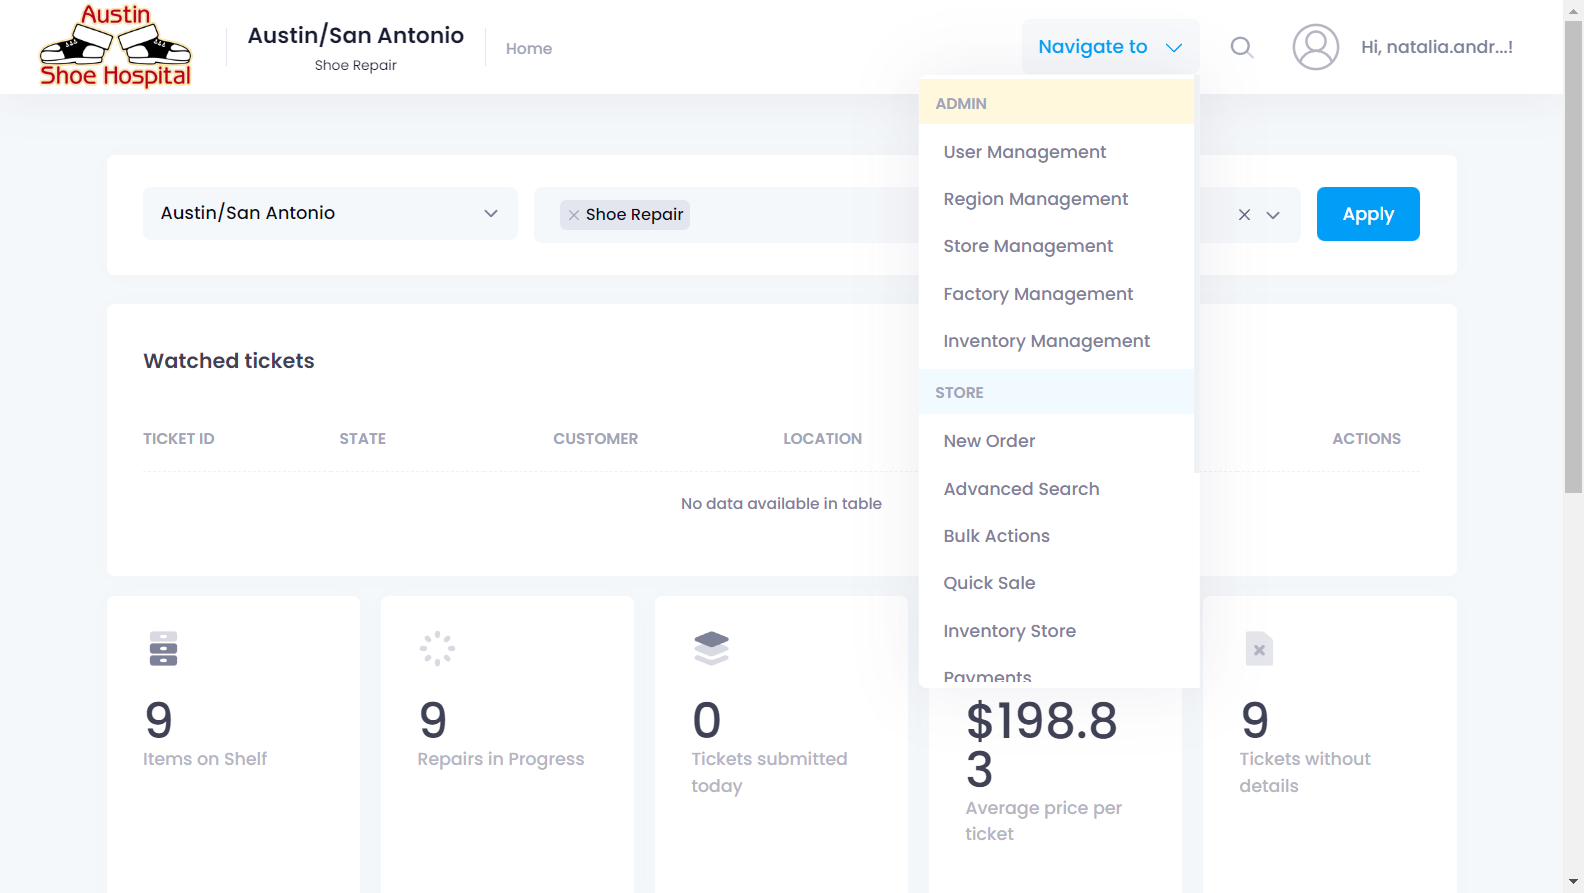 Austin
Shoe Hospital
Austin/San Antonio
Shoe Repair
Home
Navigate to
Hi, natalia.andr...!
ADMIN
User Management
Region Management
Store Management
Factory Management
Inventory Management
STORE
New Order
Advanced Search
Bulk Actions
Quick Sale
Inventory Store
Payments
Austin/San Antonio
Shoe Repair
Apply
Watched tickets
TICKET ID STATE CUSTOMER LOCATION ACTIONS
No data available in table
9
Items on Shelf
9
Repairs in Progress
0
Tickets submitted
today
$198.8
3
Average price per
ticket
9
Tickets without
details